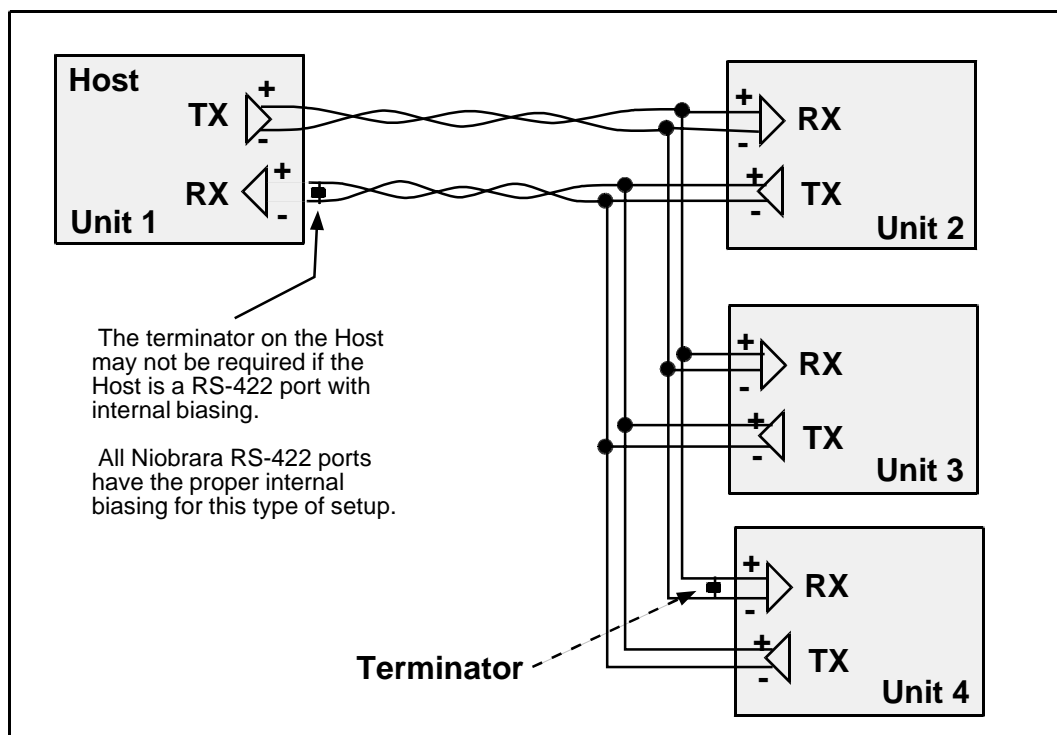 Host
+
TX
-
+
RX
-
Unit 1
+
RX
-
+
TX
-
Unit 2
The terminator on the Host
may not be required if the
Host is a RS-422 port with
internal biasing.
All Niobrara RS-422 ports
have the proper internal
biasing for this type of setup.
+
RX
-
+
TX
-
Unit 3
+
RX
-
+
TX
-
Unit 4
Terminator